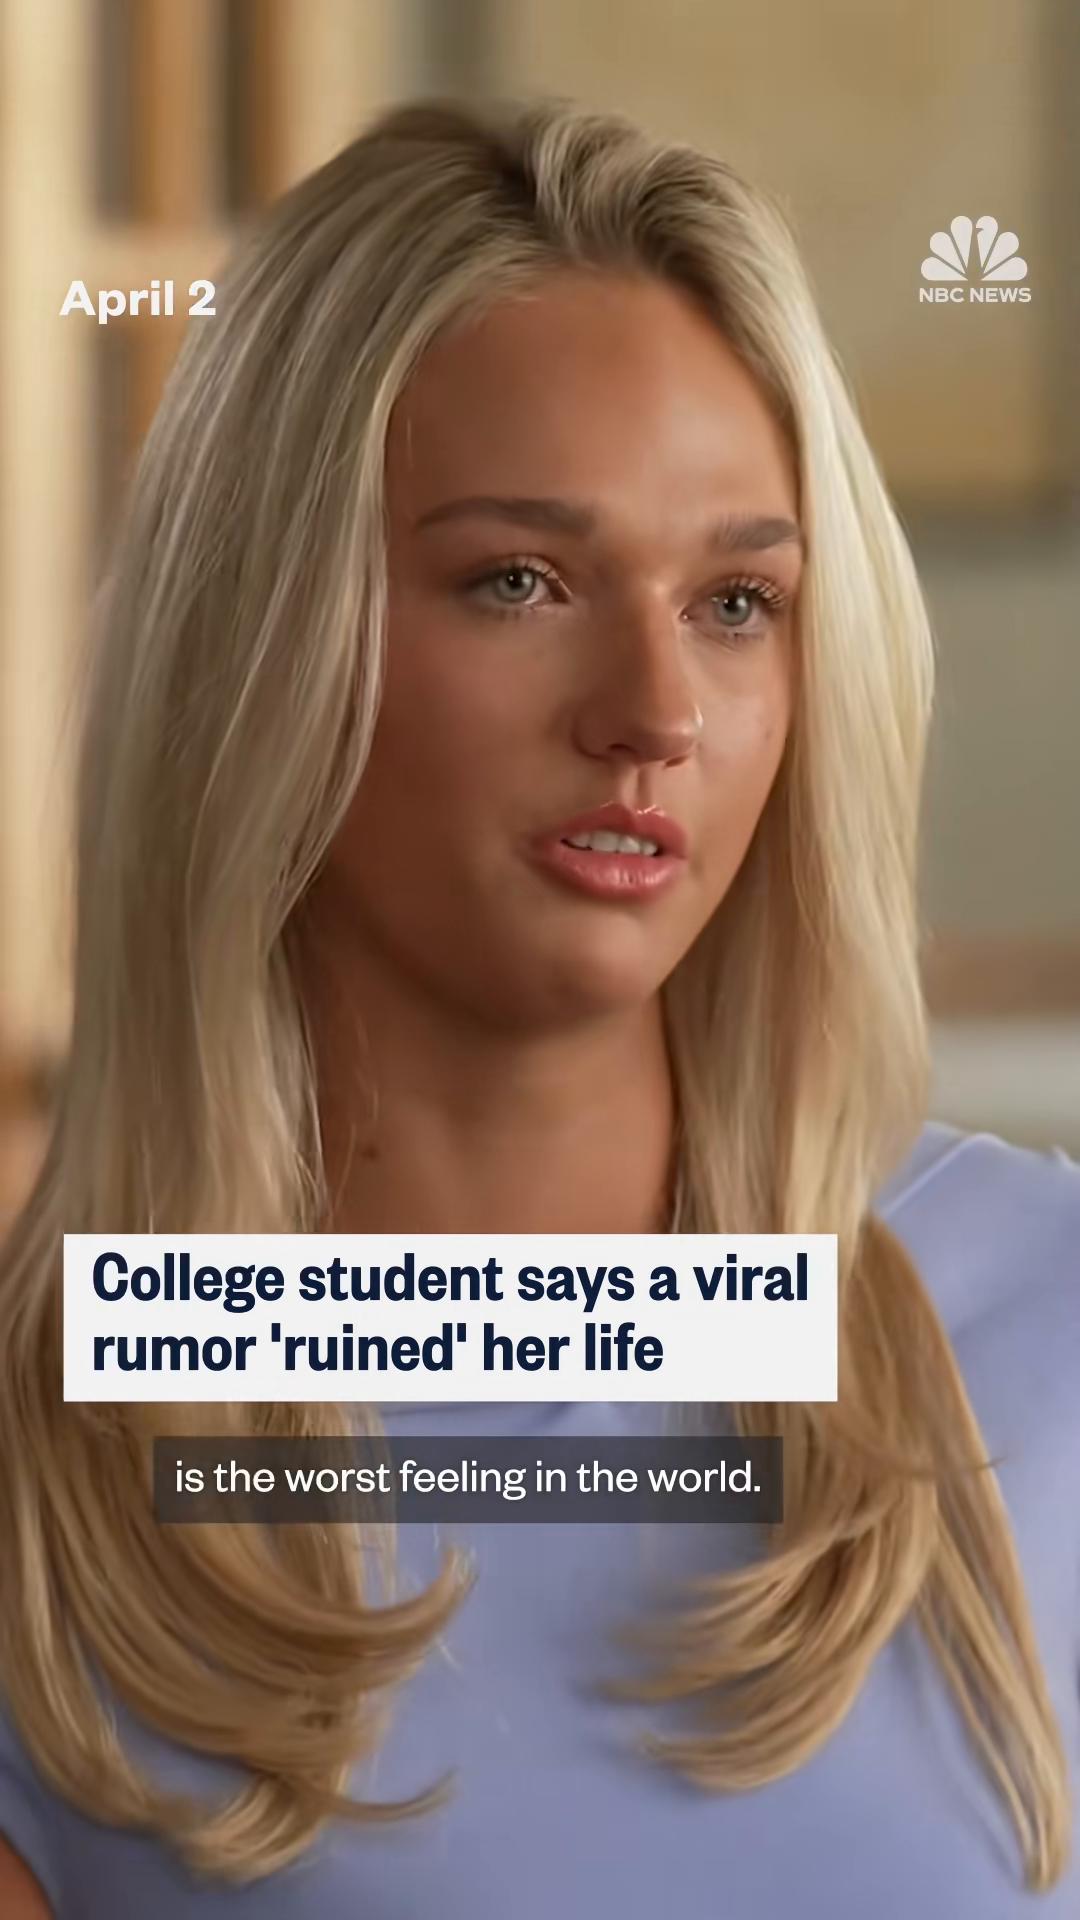 April 2
NBC NEWS
College student says a viral
rumor 'ruined' her life
is the worst feeling in the world.